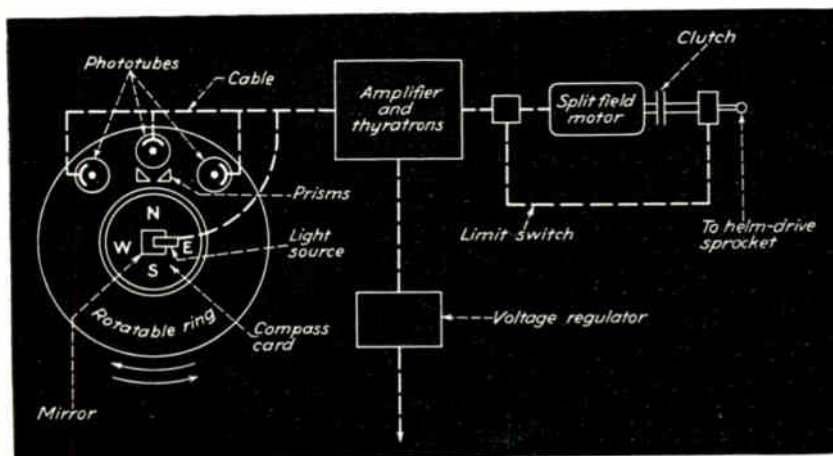 Phototubes
Cable
Amplifier
and
thyratrons
Split field
motor
Clutch
Prisms
N
W
E
S
Light
source
Limit switch
To helm-drive
sprocket
Rotatable ring
Compass
card
Voltage regulator
Mirror